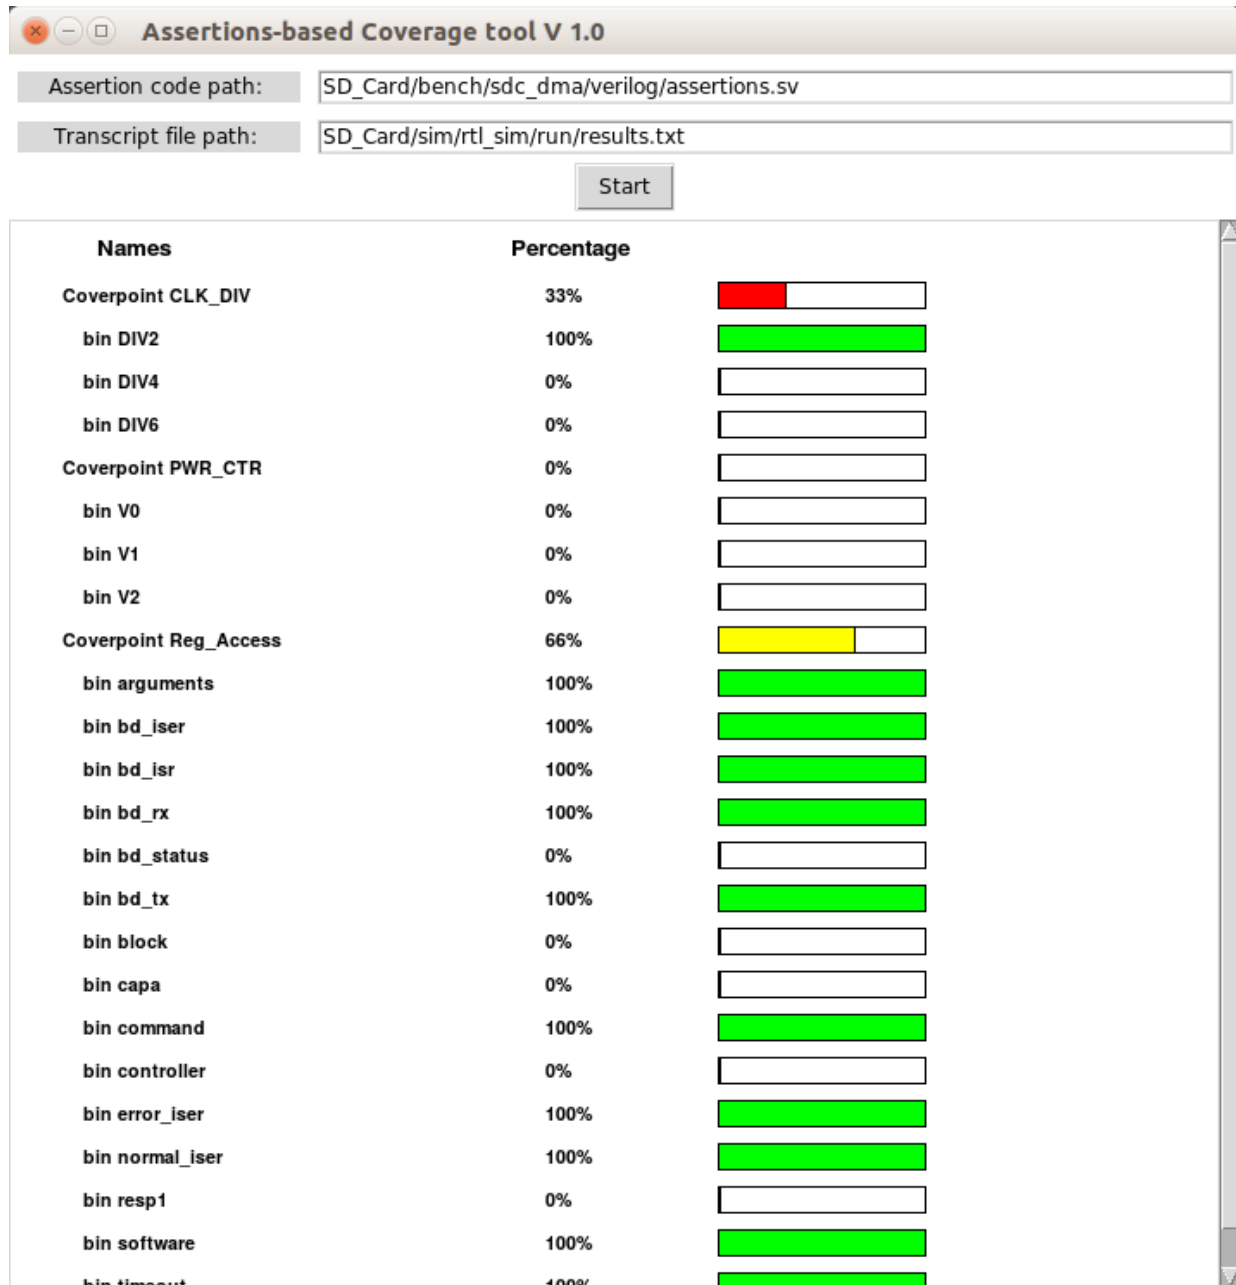 Assertions-based Coverage tool V 1.0
Assertion code path: SD_Card/bench/sdc_dma/verilog/assertions.sv
Transcript file path: SD_Card/sim/rtl_sim/run/results.txt
Start
Names Percentage
Coverpoint CLK_DIV 33%
bin DIV2 100%
bin DIV4 0%
bin DIV6 0%
Coverpoint PWR_CTR 0%
bin V0 0%
bin V1 0%
bin V2 0%
Coverpoint Reg_Access 66%
bin arguments 100%
bin bd_iser 100%
bin bd_isr 100%
bin bd_rx 100%
bin bd_status 0%
bin bd_tx 100%
bin block 0%
bin capa 0%
bin command 100%
bin controller 0%
bin error_iser 100%
bin normal_iser 100%
bin resp1 0%
bin software 100%
bin timeout 100%